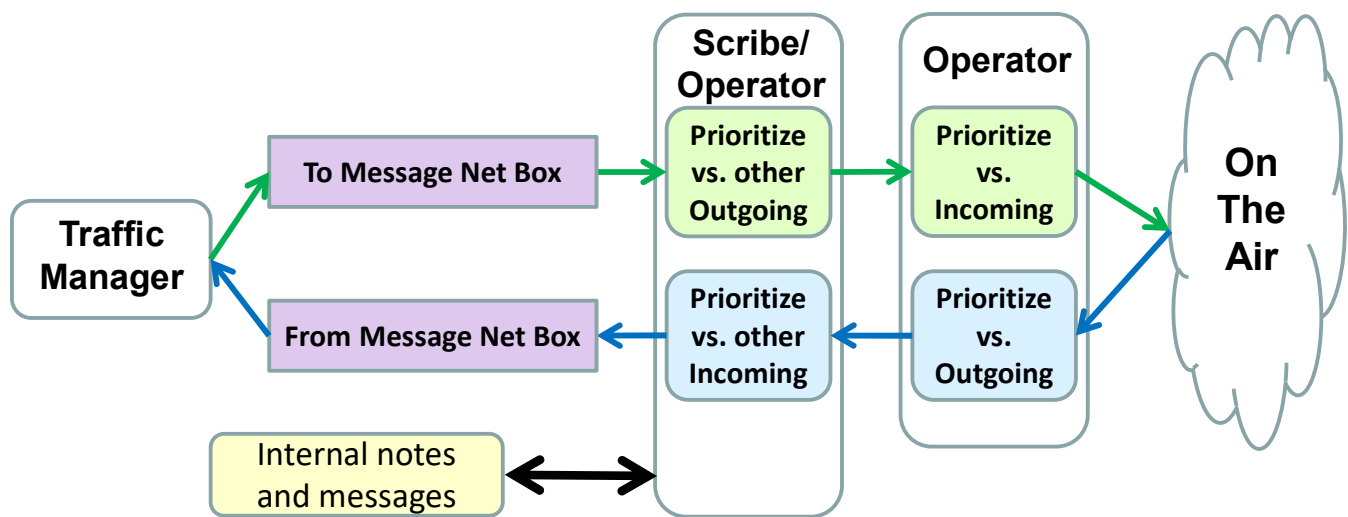 Traffic
Manager
To Message Net Box
From Message Net Box
Internal notes
and messages
Scribe/
Operator
Prioritize
vs. other
Outgoing
Prioritize
vs. other
Incoming
Operator
Prioritize
vs.
Incoming
Prioritize
vs.
Outgoing
On
The
Air